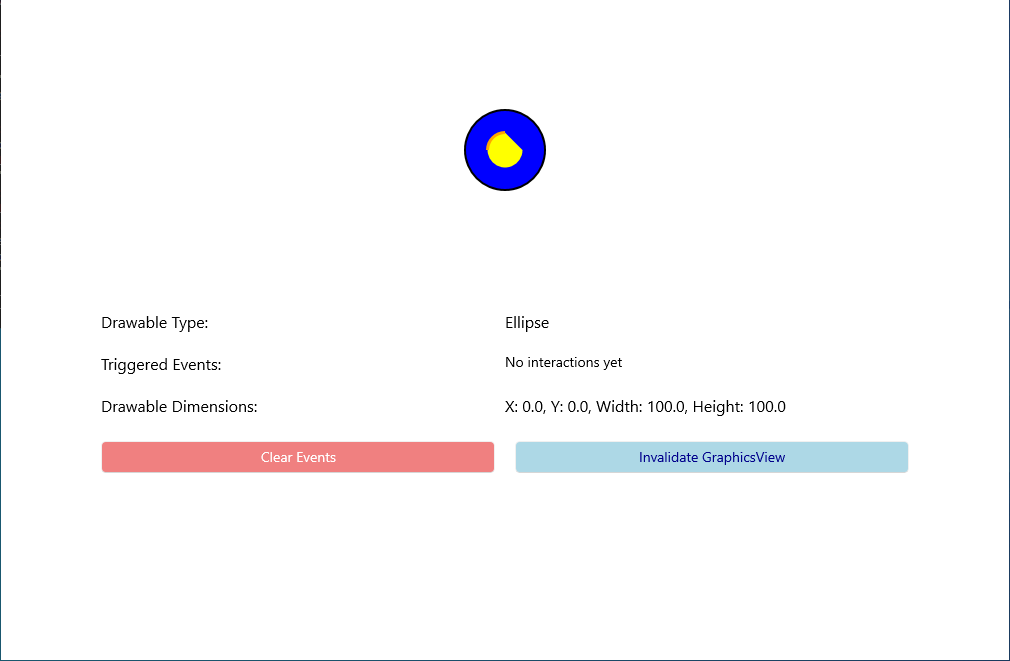 Drawable Type:
Ellipse
Triggered Events:
No interactions yet
Drawable Dimensions:
X: 0.0, Y: 0.0, Width: 100.0, Height: 100.0
Clear Events
Invalidate GraphicsView